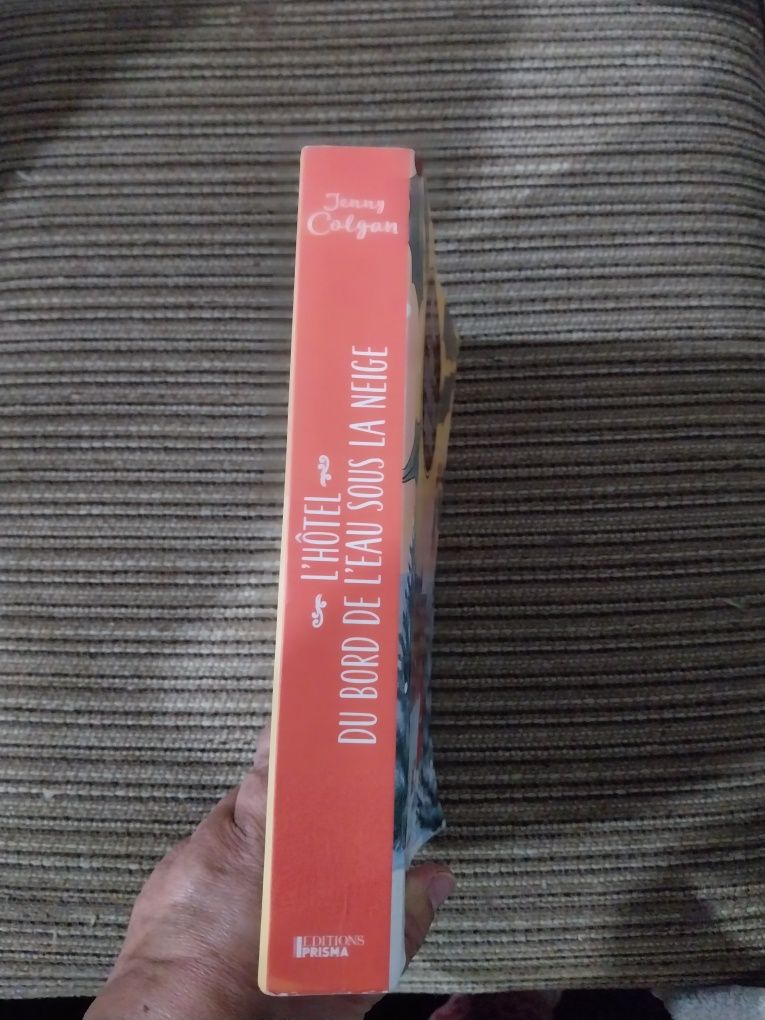 Jenny
Colgan
L'HÔTEL
DU BORD DE L'EAU SOUS LA NEIGE
EDITIONS
PRISMA